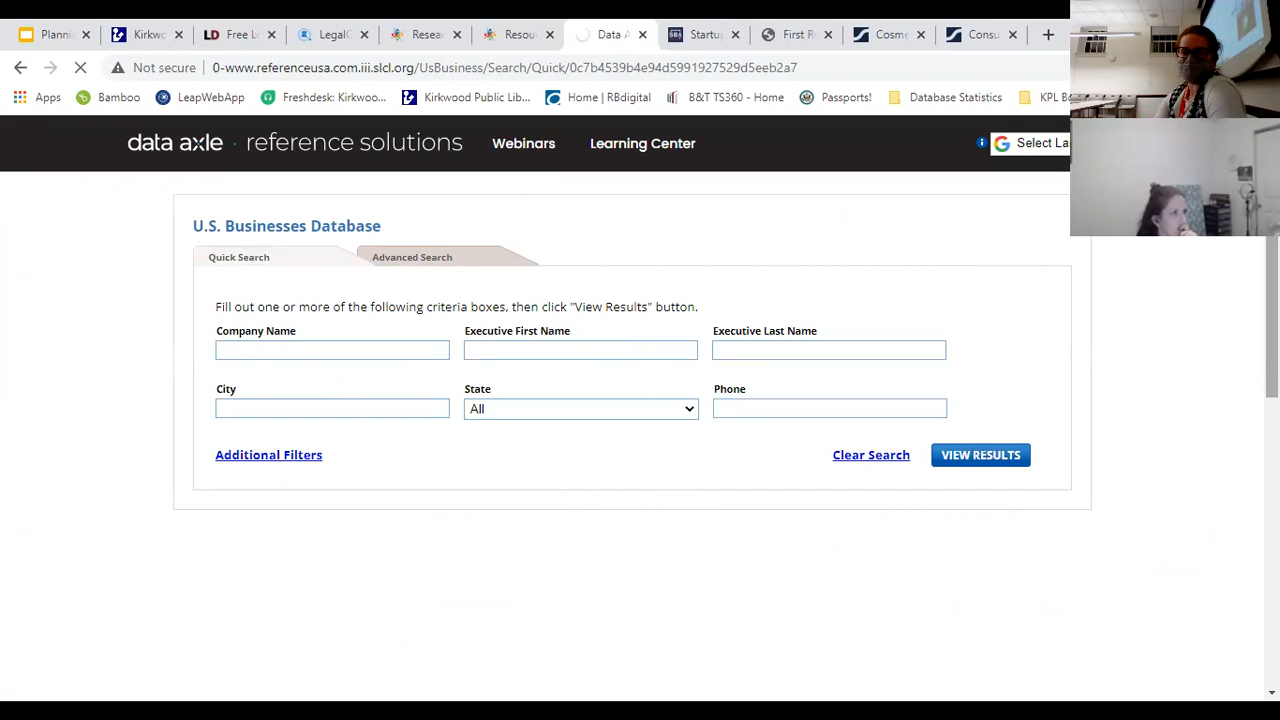 Plannin
Kirkwo
Free L
LegalC
Resea
Resou
Data A
SBA
Startu
First P
Cosme
Consu
Not secure
0-www.referenceusa.com.iii.slcl.org/UsBusiness
ch/Quick/0c7b4539b4e94d5991927529d5eeb2a7
Apps
Bamboo
LeapWebApp
Freshdesk: Kirkwoo...
Kirkwood Public Lib...
Home | RBdigital
B&T TS360 - Home
Passports!
Database Statistics
KPL Bo
data axle · reference solutions
Webinars
Learning Center
Select La
U.S. Businesses Database
Quick Search
Advanced Search
Fill out one or more of the following criteria boxes, then click "View Results" button.
Company Name
Executive First Name
Executive Last Name
City
State
Phone
All
Additional Filters
Clear Search
VIEW RESULTS